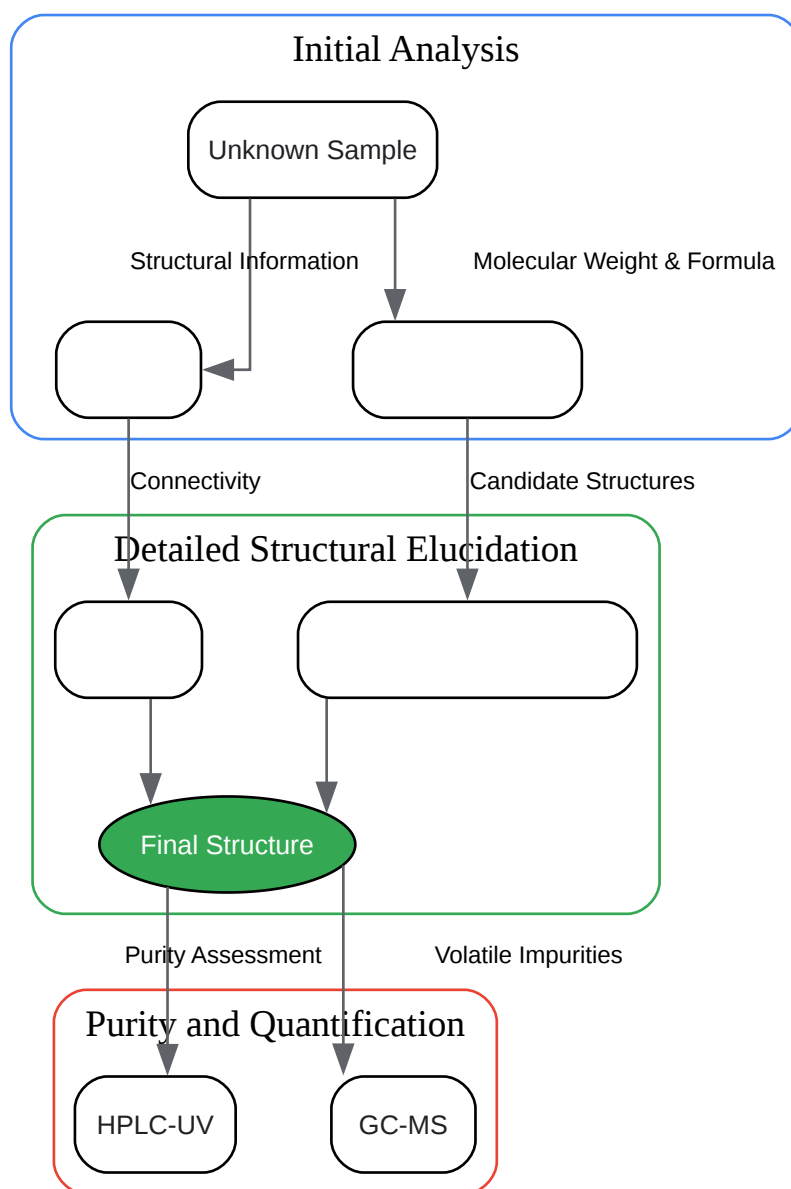 Initial Analysis
Unknown Sample
Structural Information
Molecular Weight & Formula
Connectivity
Candidate Structures
Detailed Structural Elucidation
Final Structure
Purity Assessment
Volatile Impurities
Purity and Quantification
HPLC-UV
GC-MS